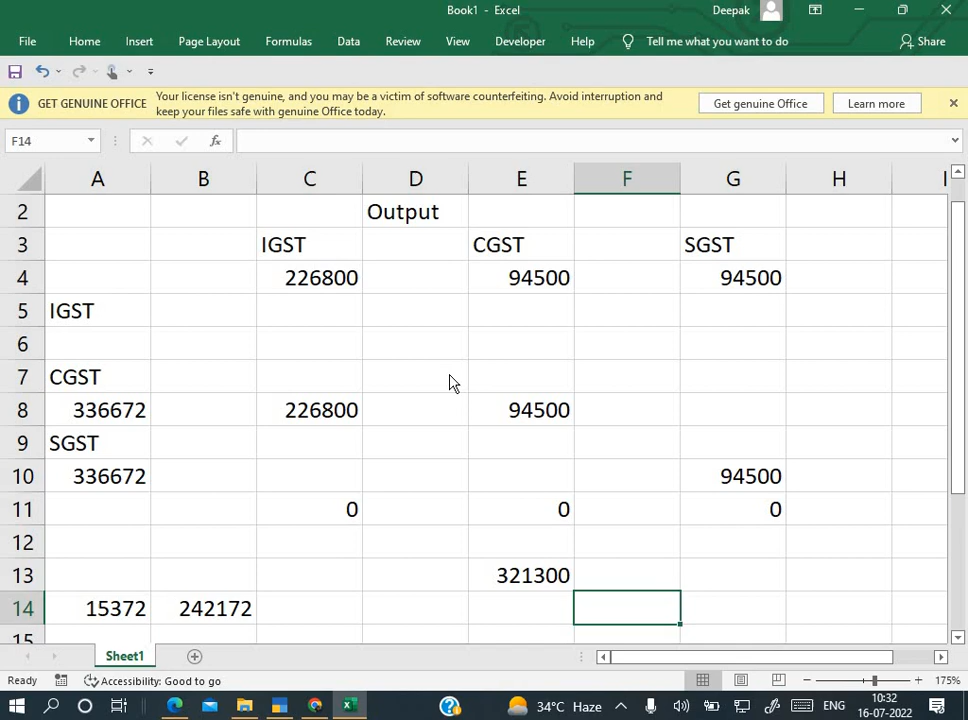 Book1 - Excel
Deepak
File Home Insert Page Layout Formulas Data Review View Developer Help Tell me what you want to do Share
GET GENUINE OFFICE Your license isn't genuine, and you may be a victim of software counterfeiting. Avoid interruption and
keep your files safe with genuine Office today.
Get genuine Office
Learn more
F14 fx
A B C D E F G H I
2 Output
3 IGST CGST SGST
4 226800 94500 94500
5 IGST
6
7 CGST
8 336672 226800 94500
9 SGST
10 336672 94500
11 0 0 0
12
13 321300
14 15372 242172
15
Sheet1
Ready Accessibility: Good to go 175%
34°C Haze ENG 10:32
16-07-2022